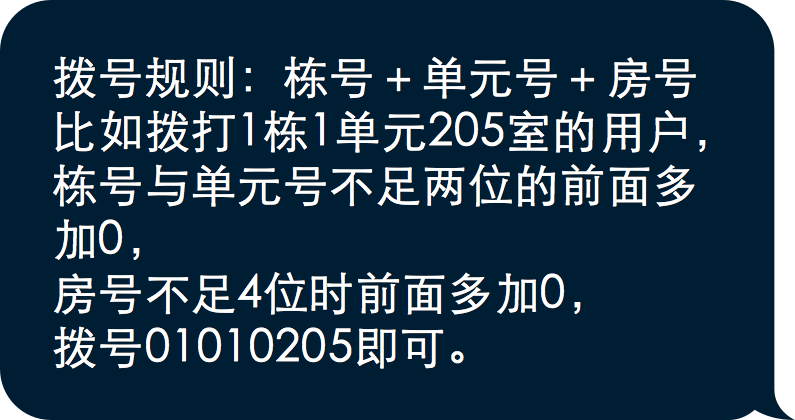 拨号规则：栋号＋单元号＋房号
比如拨打1栋1单元205室的用户，
栋号与单元号不足两位的前面多
加0，
房号不足4位时前面多加0，
拨号01010205即可。